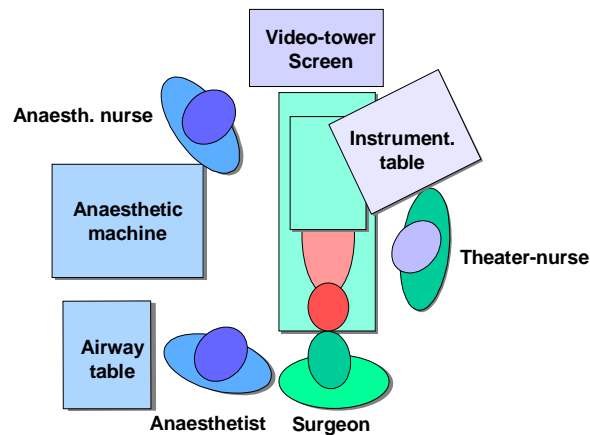 Video-tower
Screen
Anaesth. nurse
Instrument.
table
Anaesthetic
machine
Theater-nurse
Airway
table
Anaesthetist
Surgeon